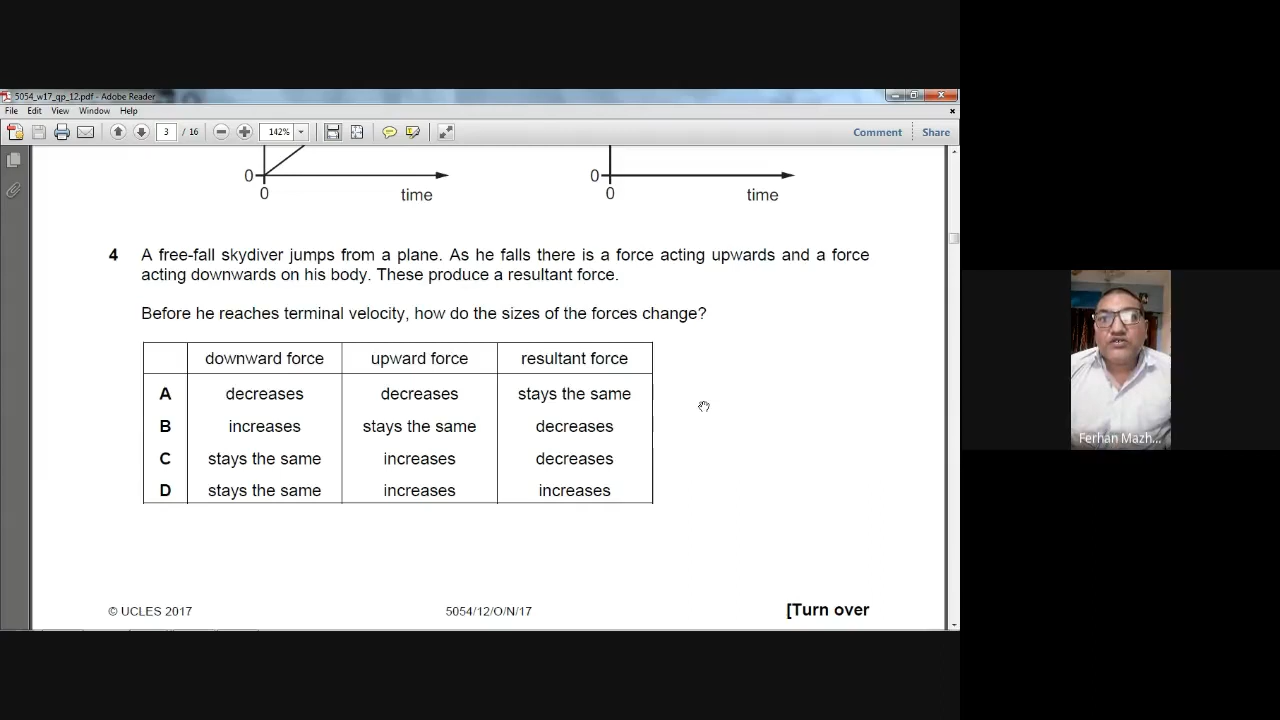 5054_w17_qp_12.pdf - Adobe Reader
File Edit View Window Help
3 / 16 142% Comment Share
0 0
0 time 0 time
4 A free-fall skydiver jumps from a plane. As he falls there is a force acting upwards and a force
acting downwards on his body. These produce a resultant force.
Before he reaches terminal velocity, how do the sizes of the forces change?
downward force upward force resultant force
A decreases decreases stays the same
B increases stays the same decreases
C stays the same increases decreases
D stays the same increases increases
Ferhan Mazh...
© UCLES 2017 5054/12/O/N/17 [Turn over